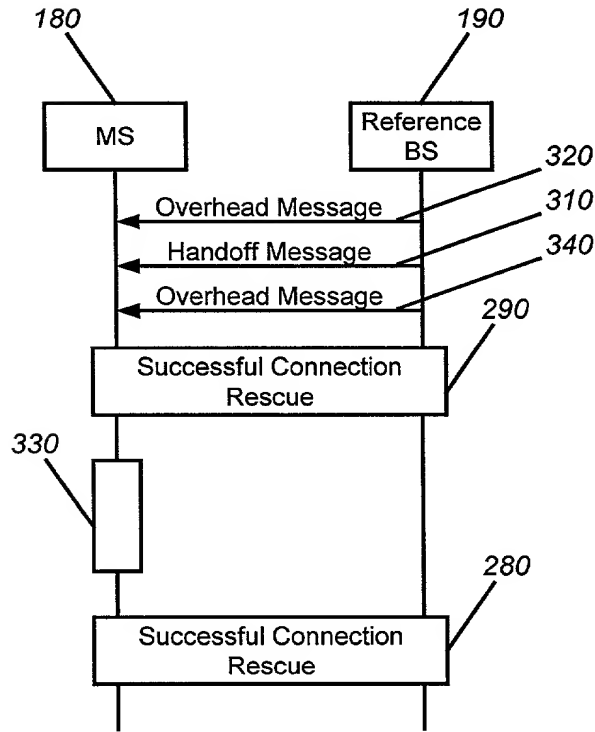 180
190
MS
Reference
BS
320
Overhead Message
310
Handoff Message
340
Overhead Message
290
Successful Connection
Rescue
330
280
Successful Connection
Rescue